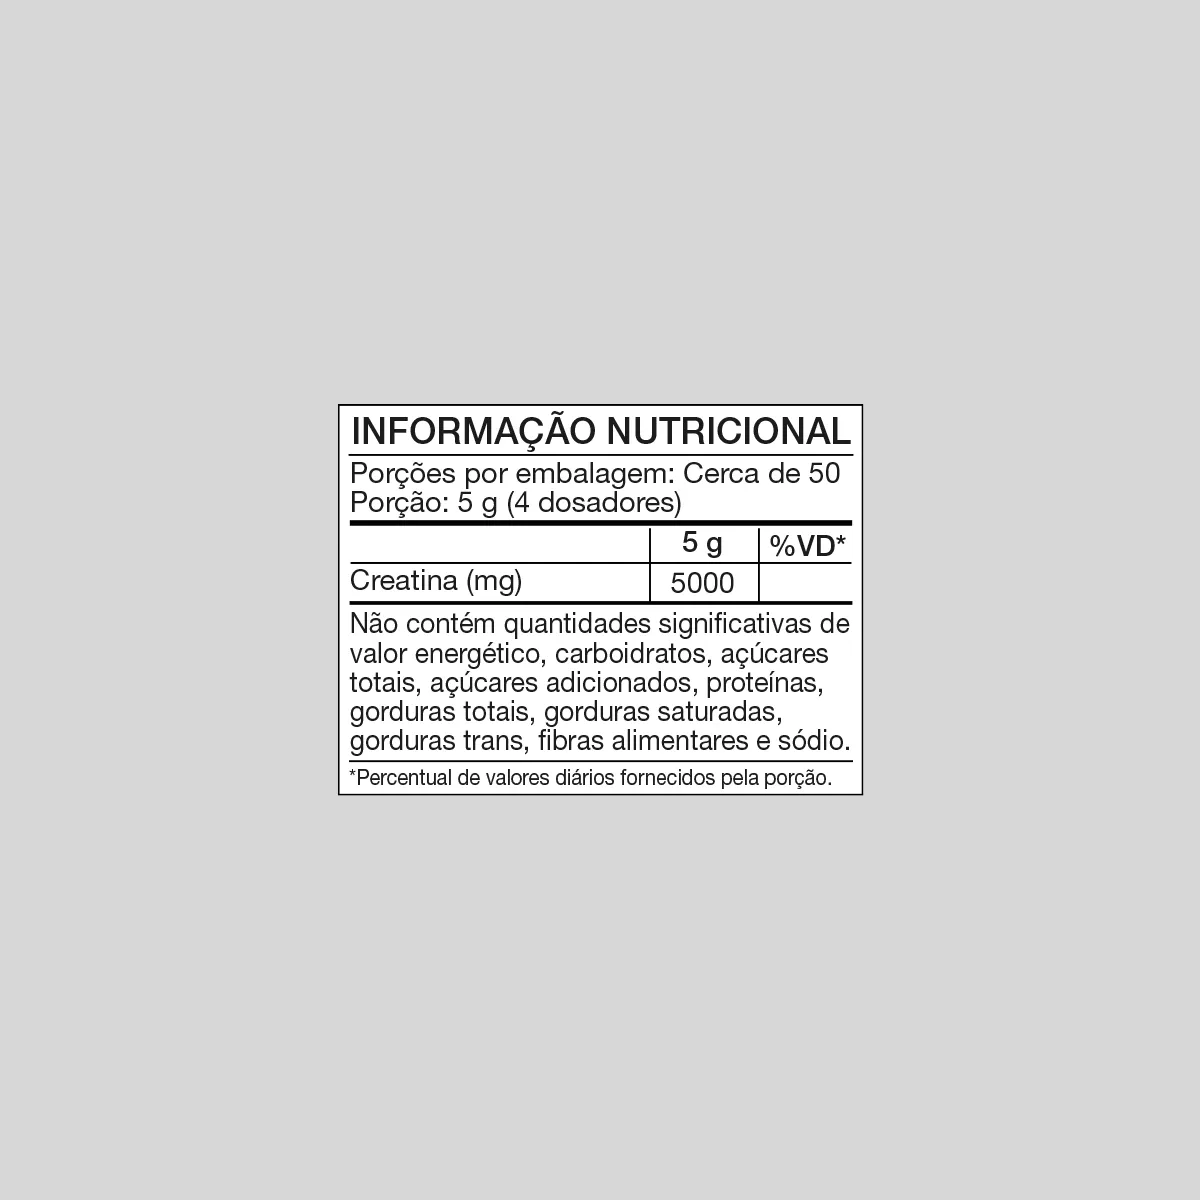 INFORMAÇÃO NUTRICIONAL
Porções por embalagem: Cerca de 50
Porção: 5 g (4 dosadores)
5 g %VD*
Creatina (mg) 5000
Não contém quantidades significativas de
valor energético, carboidratos, açúcares
totais, açúcares adicionados, proteínas,
gorduras totais, gorduras saturadas,
gorduras trans, fibras alimentares e sódio.
*Percentual de valores diários fornecidos pela porção.